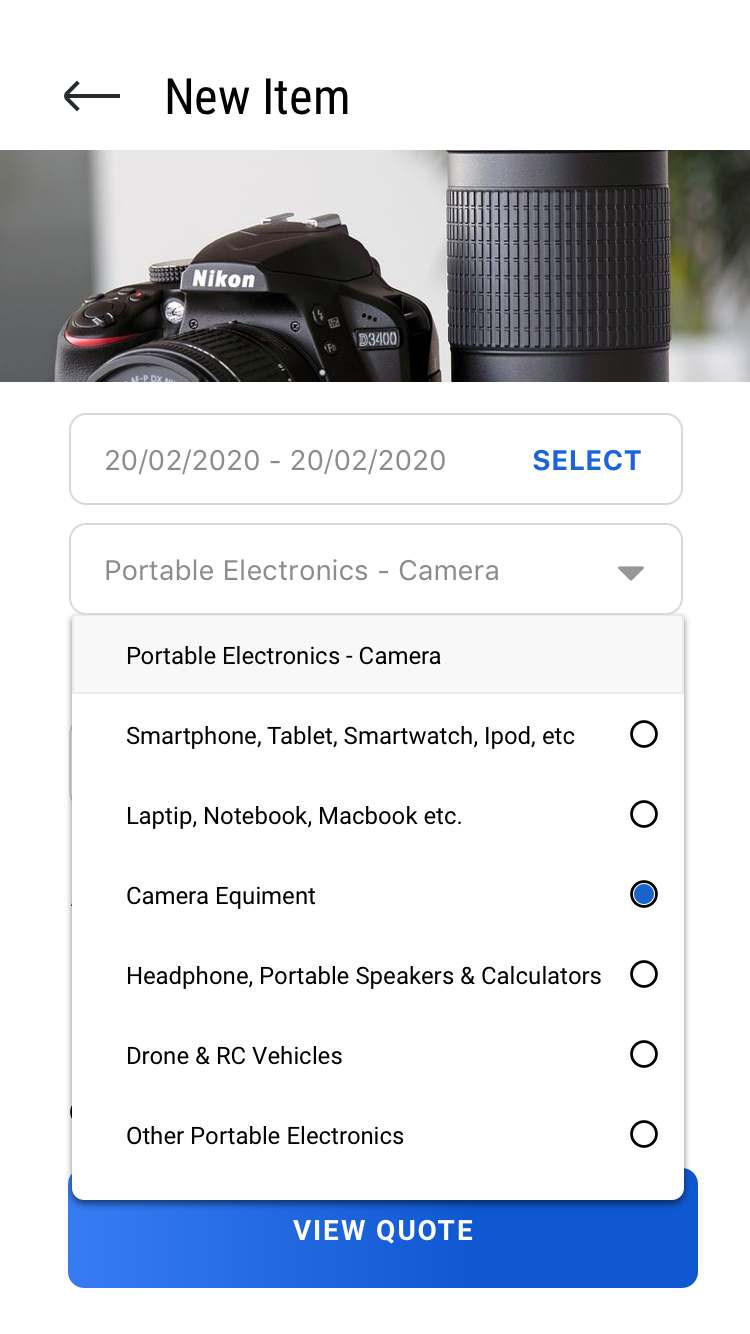 New Item
Nikon
D3400
AF-P DX
20/02/2020 - 20/02/2020 SELECT
Portable Electronics - Camera
Portable Electronics - Camera
Smartphone, Tablet, Smartwatch, Ipod, etc
Laptip, Notebook, Macbook etc.
Camera Equiment
Headphone, Portable Speakers & Calculators
Drone & RC Vehicles
Other Portable Electronics
VIEW QUOTE